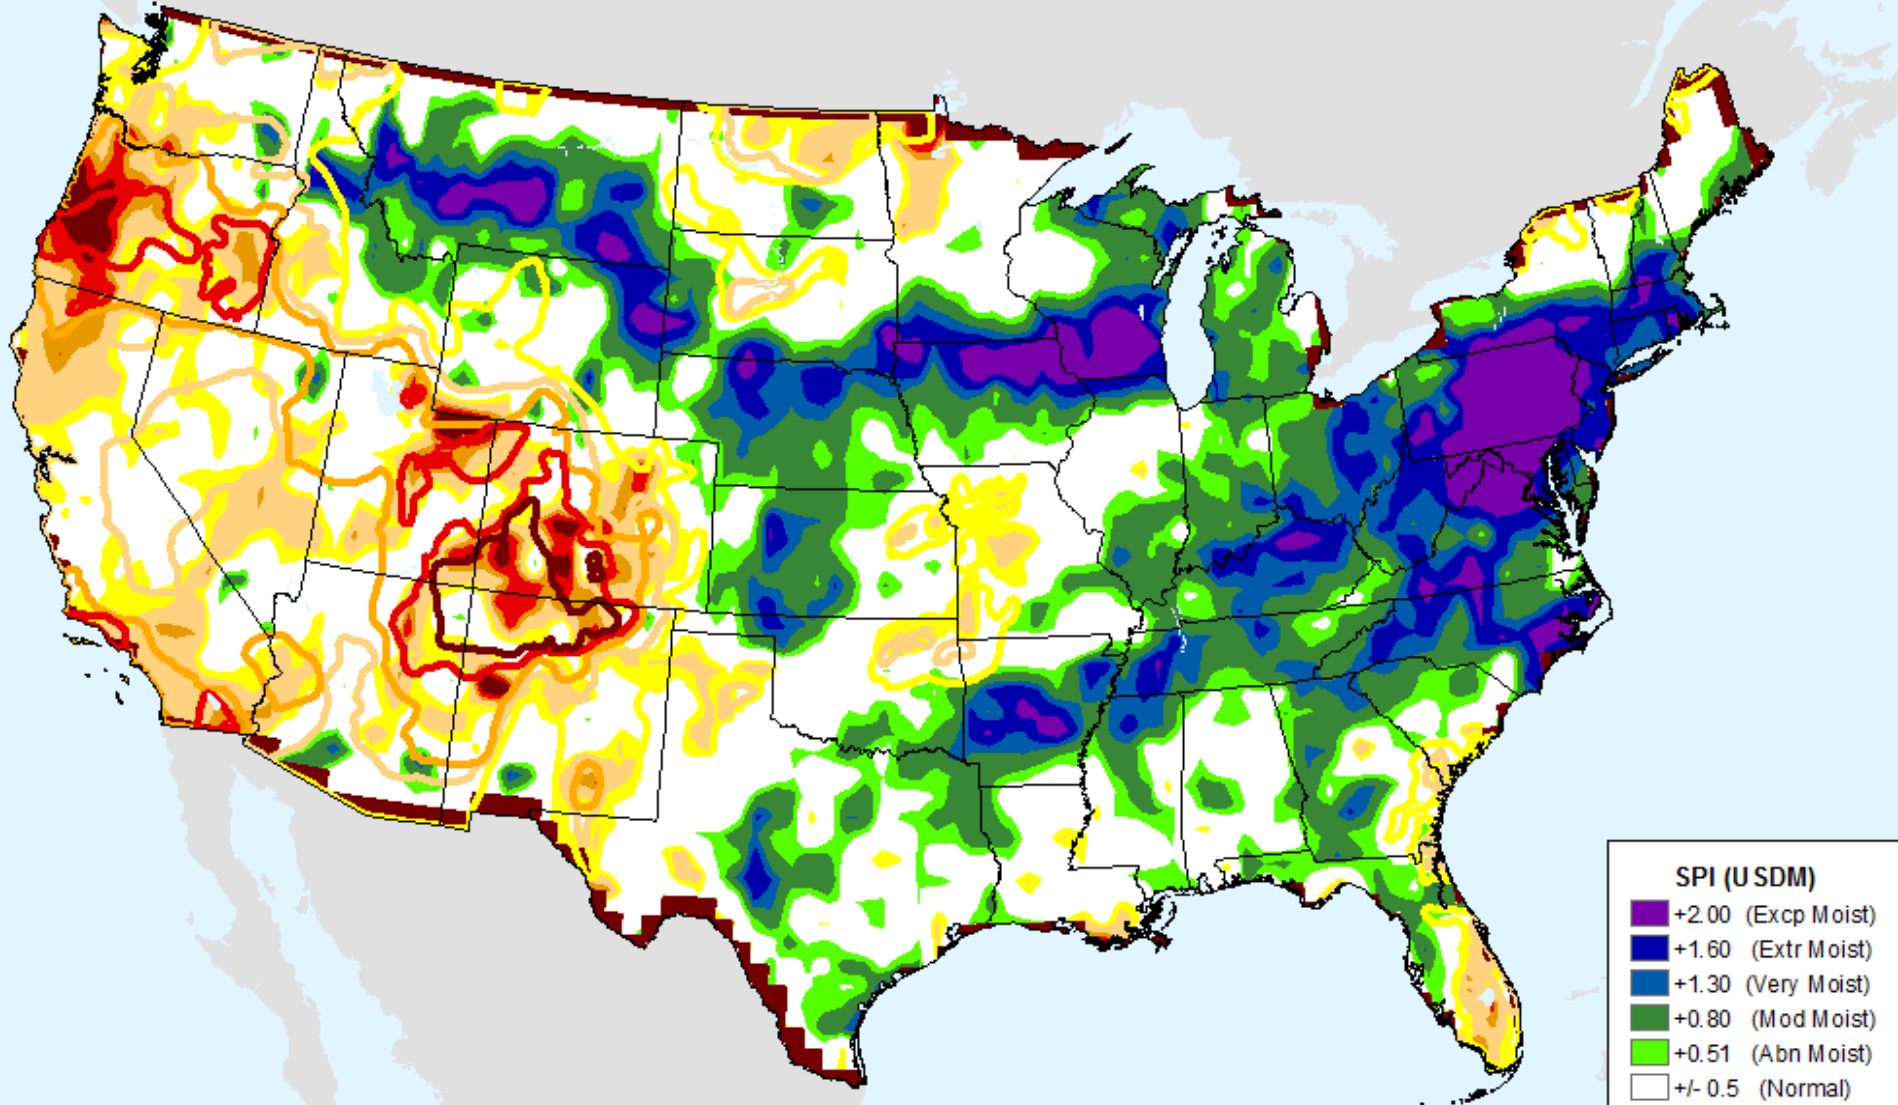 SPI (USDM)
+2.00 (Excp Moist)
+1.60 (Extr Moist)
+1.30 (Very Moist)
+0.80 (Mod Moist)
+0.51 (Abn Moist)
+/- 0.5 (Normal)